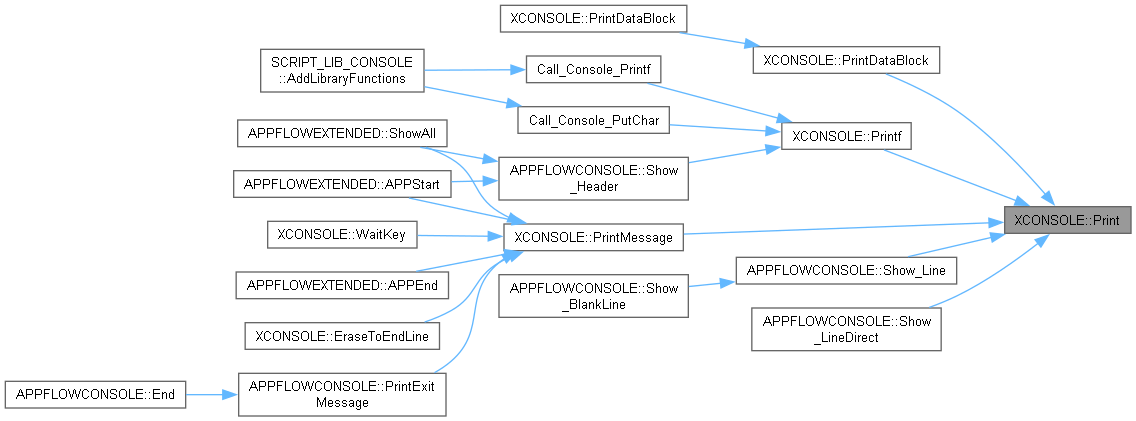 XCONSOLE::PrintDataBlock
XCONSOLE::PrintDataBlock
SCRIPT_LIB_CONSOLE
::AddLibraryFunctions
Call_Console_Printf
Call_Console_PutChar
XCONSOLE::Printf
APPFLOWEXTENDED::ShowAll
APPFLOWCONSOLE::Show
_Header
APPFLOWEXTENDED::APPStart
XCONSOLE::Print
XCONSOLE::WaitKey
XCONSOLE::PrintMessage
APPFLOWEXTENDED::APPEnd
APPFLOWCONSOLE::Show
_BlankLine
APPFLOWCONSOLE::Show_Line
XCONSOLE::EraseToEndLine
APPFLOWCONSOLE::Show
_LineDirect
APPFLOWCONSOLE::End
APPFLOWCONSOLE::PrintExit
Message